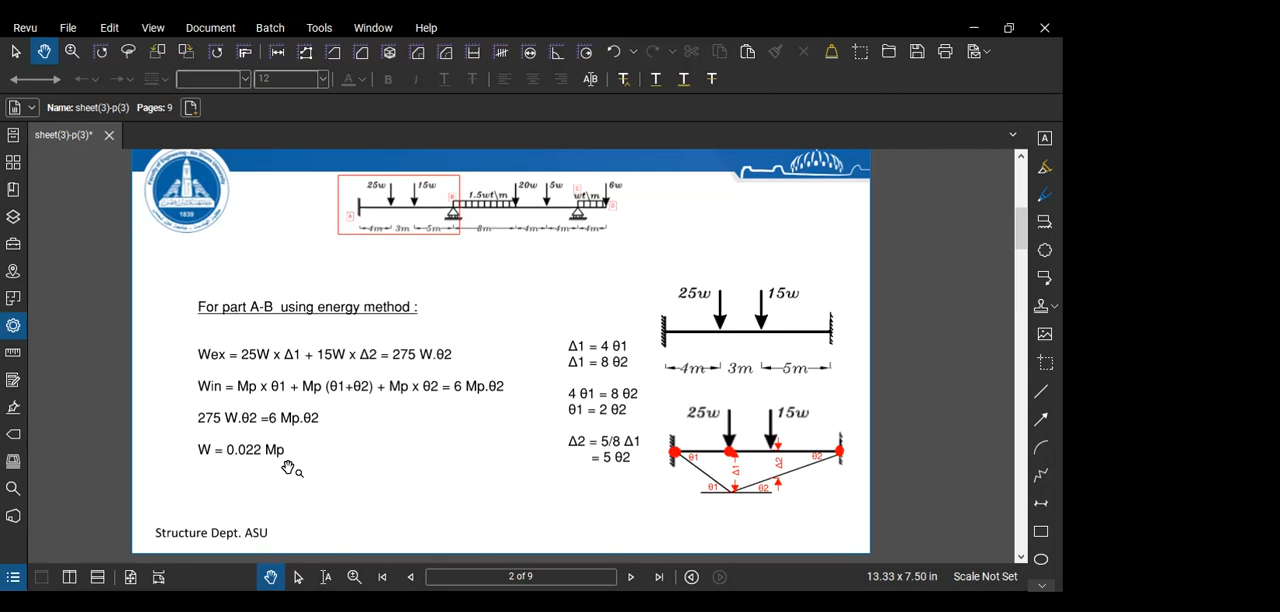 Revu File Edit View Document Batch Tools Window Help
12
Name: sheet(3)-p(3) Pages: 9
sheet(3)-p(3)*
1839
25w 15w 20w 5w 6w
1.5wt\m wt\m
4m 3m 5m 8m 4m 4m 4m
For part A-B using energy method :
Wex = 25W x Δ1 + 15W x Δ2 = 275 W.θ2
Win = Mp x θ1 + Mp (θ1+θ2) + Mp x θ2 = 6 Mp.θ2
275 W.θ2 =6 Mp.θ2
W = 0.022 Mp
Δ1 = 4 θ1
Δ1 = 8 θ2
4 θ1 = 8 θ2
θ1 = 2 θ2
Δ2 = 5/8 Δ1
= 5 θ2
25w 15w
4m 3m 5m
25w 15w
θ1 Δ1 Δ2 θ2
θ1 θ2
Structure Dept. ASU
2 of 9
13.33 x 7.50 in Scale Not Set